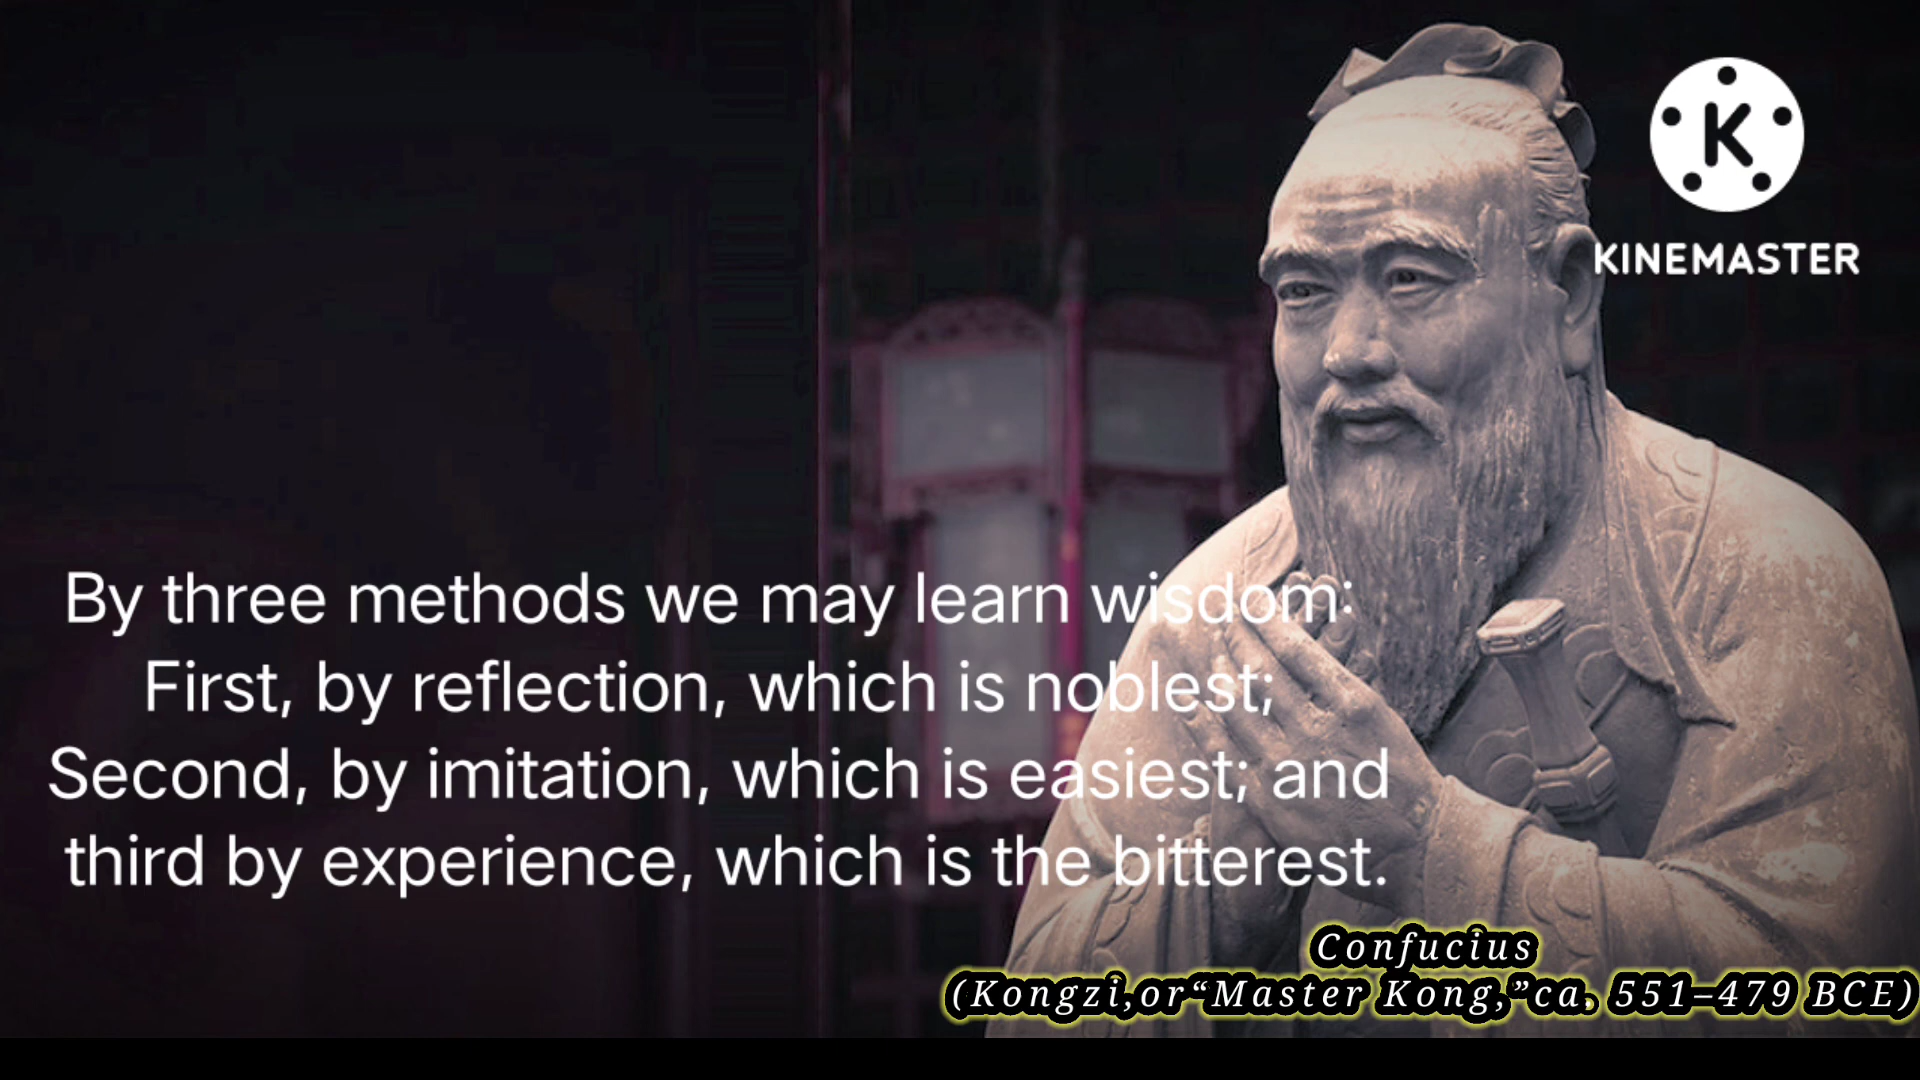 K
KINEMASTER
By three methods we may learn wisdom:
First, by reflection, which is noblest;
Second, by imitation, which is easiest; and
third by experience, which is the bitterest.
Confucius
(Kongzi,or“Master Kong,”ca. 551–479 BCE)